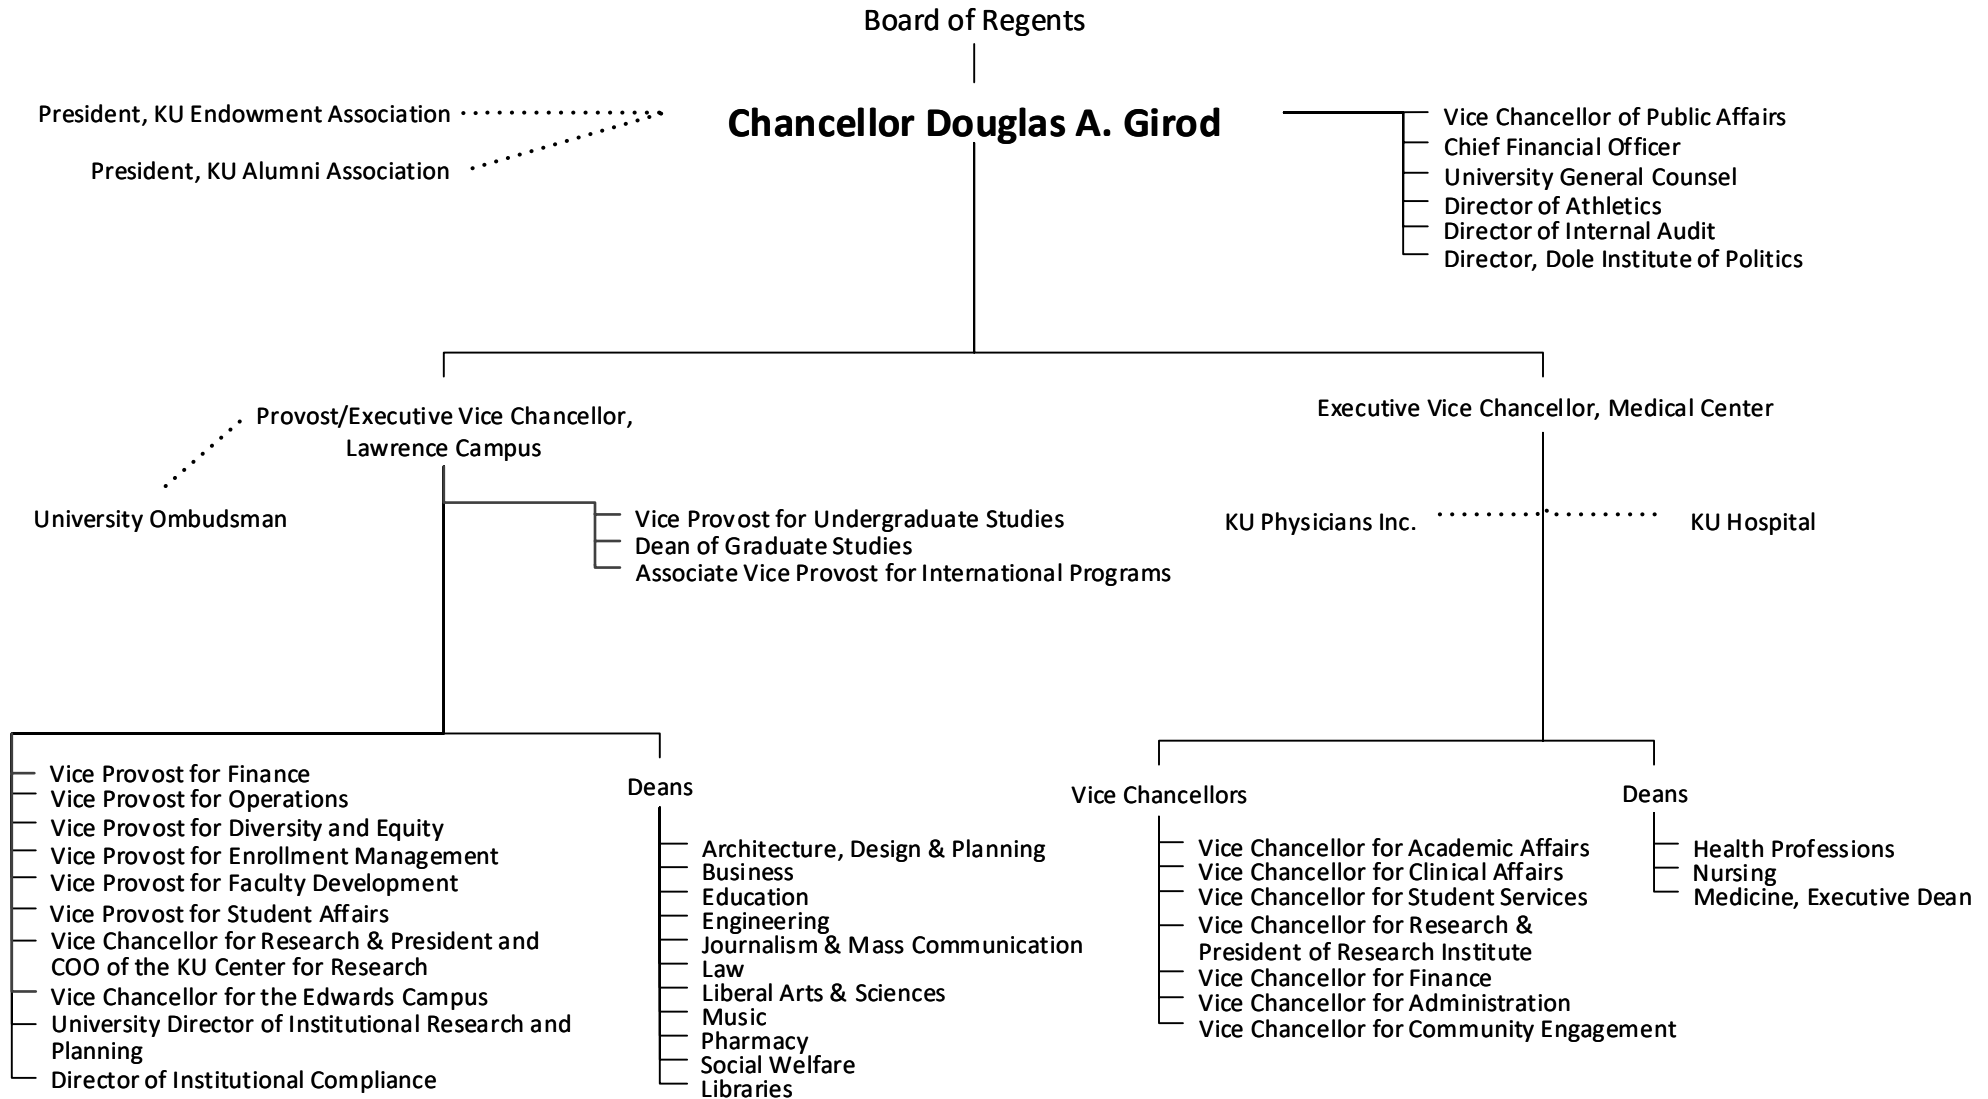 Board of Regents
President, KU Endowment Association
President, KU Alumni Association
Chancellor Douglas A. Girod
Vice Chancellor of Public Affairs
Chief Financial Officer
University General Counsel
Director of Athletics
Director of Internal Audit
Director, Dole Institute of Politics
Provost/Executive Vice Chancellor,
Lawrence Campus
University Ombudsman
Vice Provost for Undergraduate Studies
Dean of Graduate Studies
Associate Vice Provost for International Programs
Executive Vice Chancellor, Medical Center
KU Physicians Inc.
KU Hospital
Vice Provost for Finance
Vice Provost for Operations
Vice Provost for Diversity and Equity
Vice Provost for Enrollment Management
Vice Provost for Faculty Development
Vice Provost for Student Affairs
Vice Chancellor for Research & President and
COO of the KU Center for Research
Vice Chancellor for the Edwards Campus
University Director of Institutional Research and
Planning
Director of Institutional Compliance
Deans
Architecture, Design & Planning
Business
Education
Engineering
Journalism & Mass Communication
Law
Liberal Arts & Sciences
Music
Pharmacy
Social Welfare
Libraries
Vice Chancellors
Vice Chancellor for Academic Affairs
Vice Chancellor for Clinical Affairs
Vice Chancellor for Student Services
Vice Chancellor for Research &
President of Research Institute
Vice Chancellor for Finance
Vice Chancellor for Administration
Vice Chancellor for Community Engagement
Deans
Health Professions
Nursing
Medicine, Executive Dean